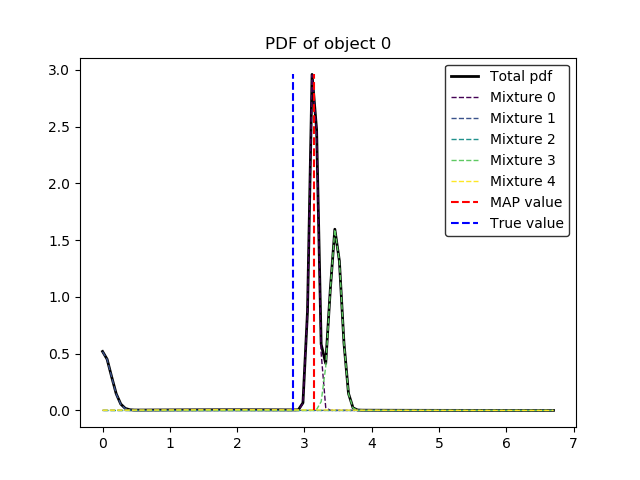 PDF of object 0
3.0
2.5
2.0
1.5
1.0
0.5
0.0
0 1 2 3 4 5 6 7
Total pdf
Mixture 0
Mixture 1
Mixture 2
Mixture 3
Mixture 4
MAP value
True value